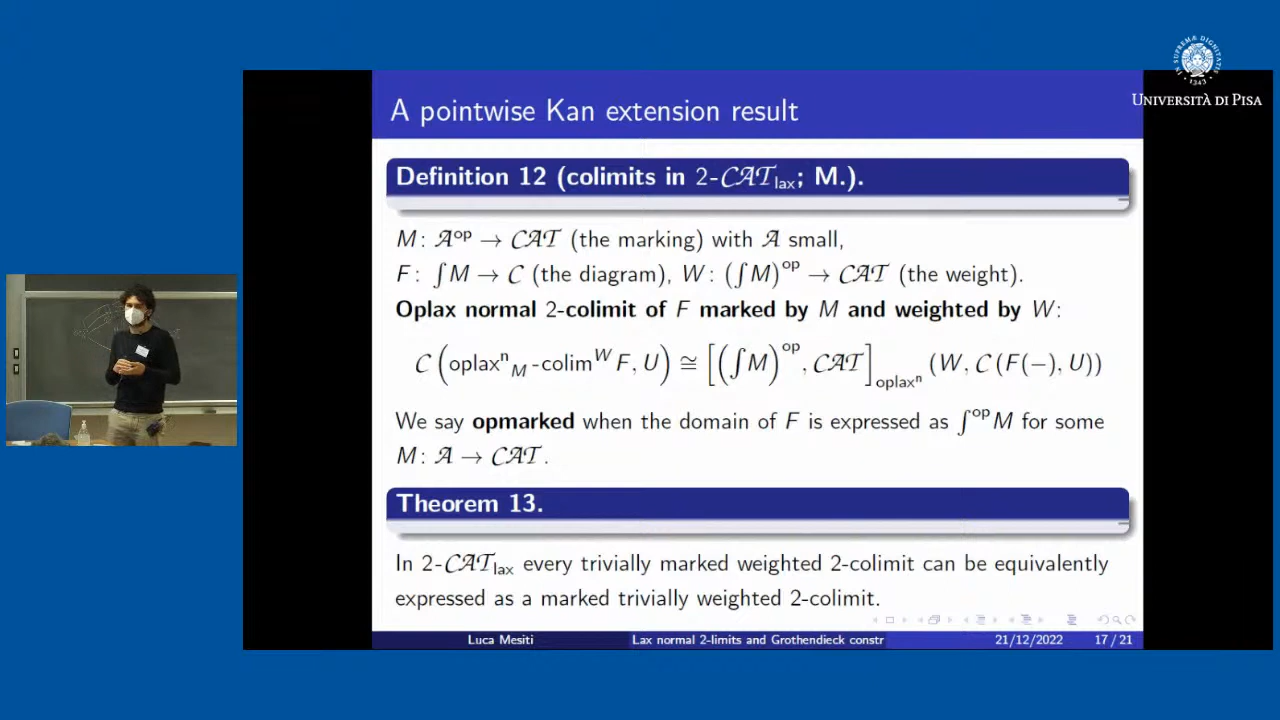 IN SUPREMÆ DIGNITATIS
1343
UNIVERSITÀ DI PISA
A pointwise Kan extension result
Definition 12 (colimits in 2-𝒞𝒜𝒯_lax; M.).
M: 𝒜^op → 𝒞𝒜𝒯 (the marking) with 𝒜 small,
F: ∫M → 𝒞 (the diagram), W: (∫M)^op → 𝒞𝒜𝒯 (the weight).
Oplax normal 2-colimit of F marked by M and weighted by W:
𝒞 (oplax^n_M -colim^W F, U) ≅ [(∫M)^op, 𝒞𝒜𝒯]_oplax^n (W, 𝒞 (F(−), U))
We say opmarked when the domain of F is expressed as ∫^op M for some
M: 𝒜 → 𝒞𝒜𝒯.
Theorem 13.
In 2-𝒞𝒜𝒯_lax every trivially marked weighted 2-colimit can be equivalently
expressed as a marked trivially weighted 2-colimit.
Luca Mesiti Lax normal 2-limits and Grothendieck constr 21/12/2022 17 / 21